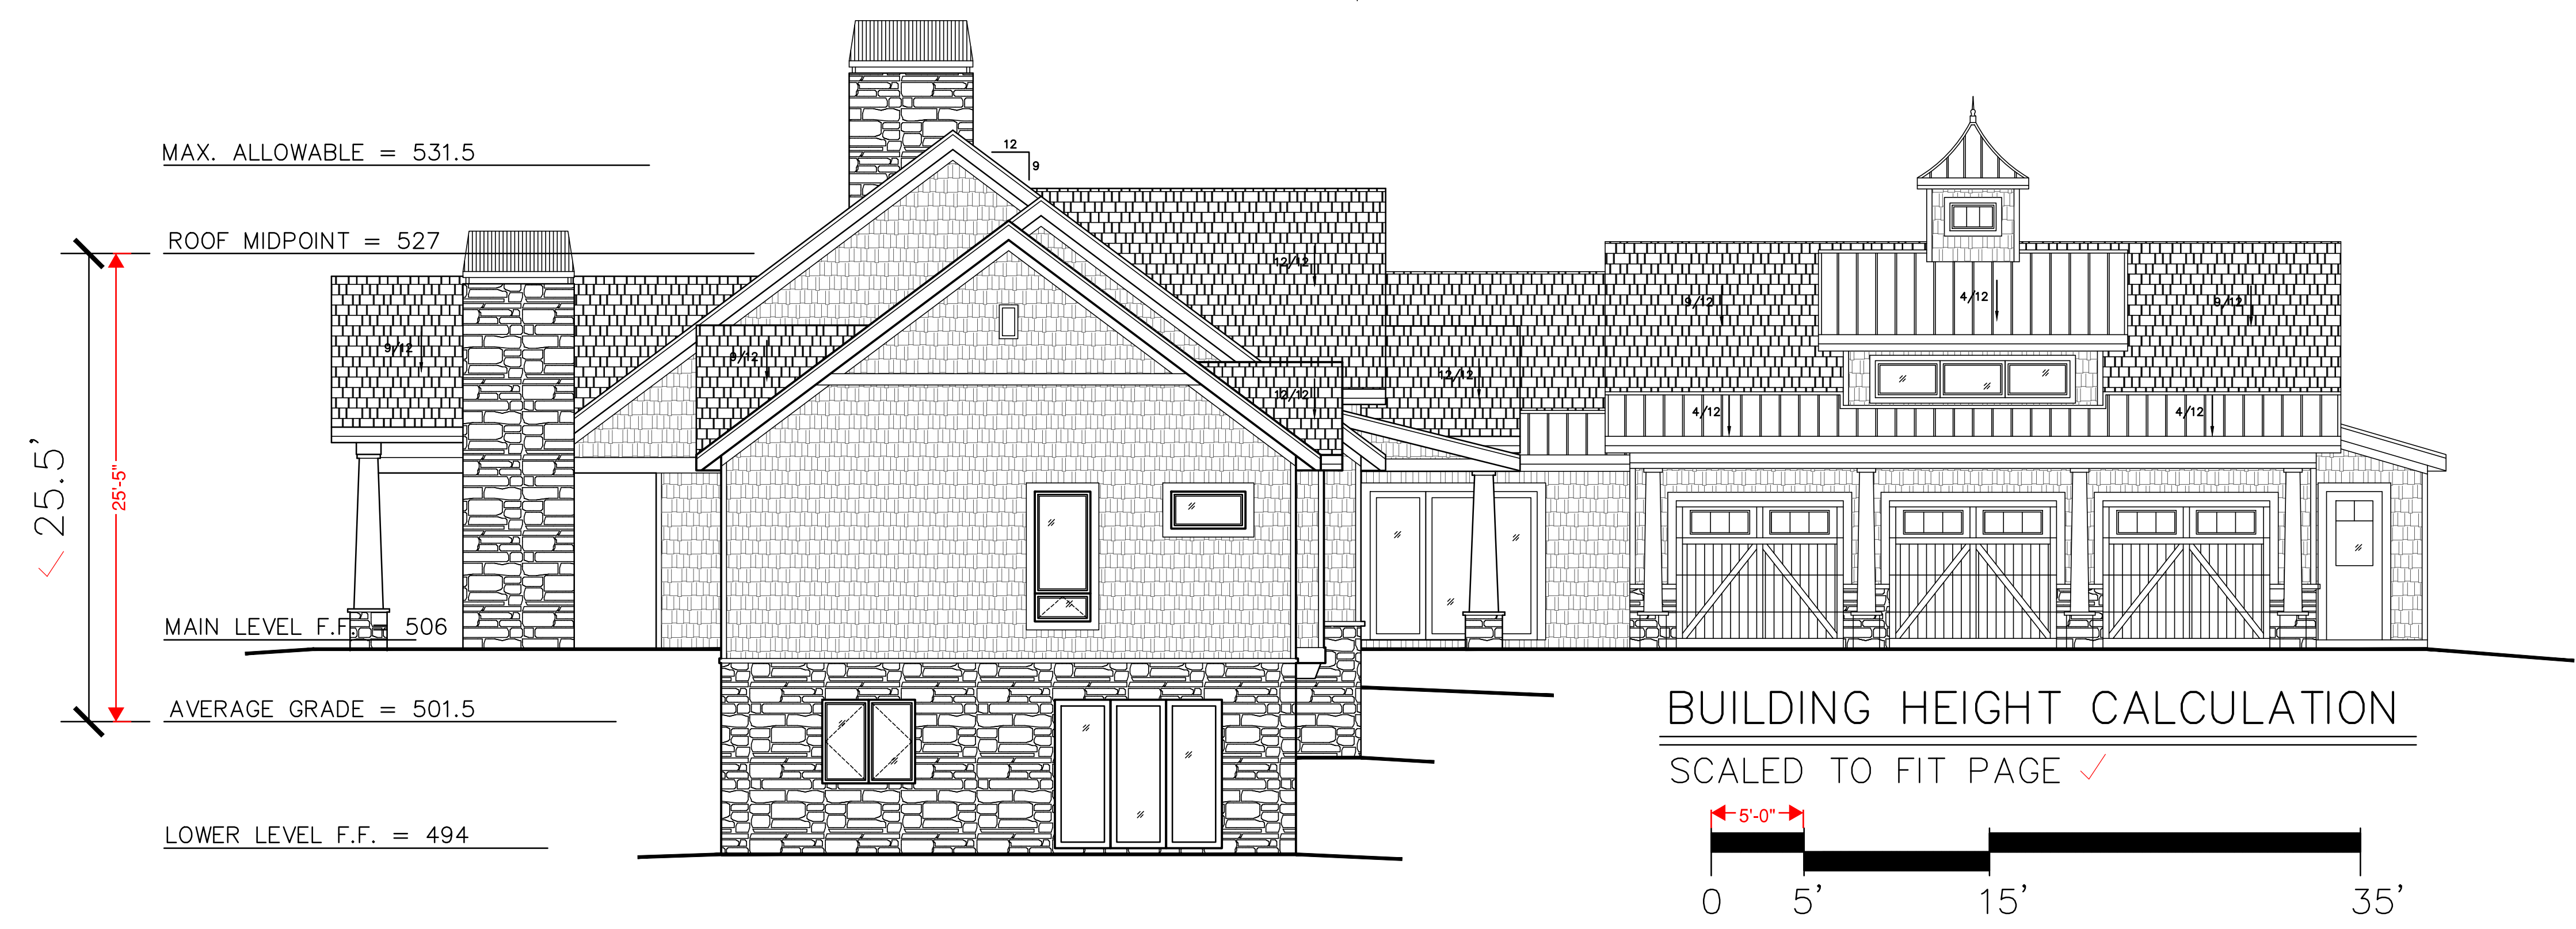 12
9
MAX. ALLOWABLE = 531.5
ROOF MIDPOINT = 527
12/12
9/12
4/12
9/12
9/12
9/12
12/12
12/12
4/12
4/12
25.5'
25'-5"
MAIN LEVEL F.F. 506
AVERAGE GRADE = 501.5
LOWER LEVEL F.F. = 494
BUILDING HEIGHT CALCULATION
SCALED TO FIT PAGE
5'-0"
0 5' 15' 35'